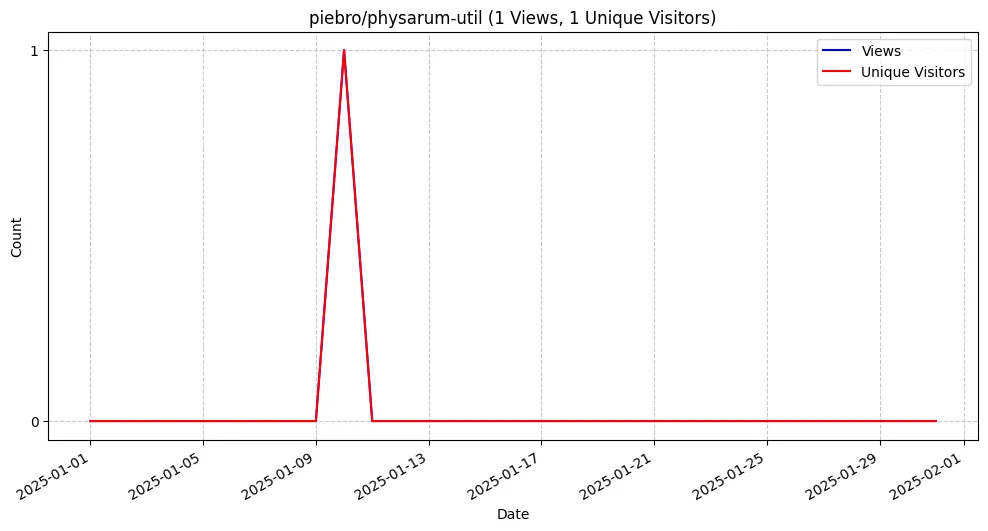 piebro/physarum-util (1 Views, 1 Unique Visitors)
Views
Unique Visitors
1
0
Count
2025-01-01
2025-01-05
2025-01-09
2025-01-13
2025-01-17
2025-01-21
2025-01-25
2025-01-29
2025-02-01
Date